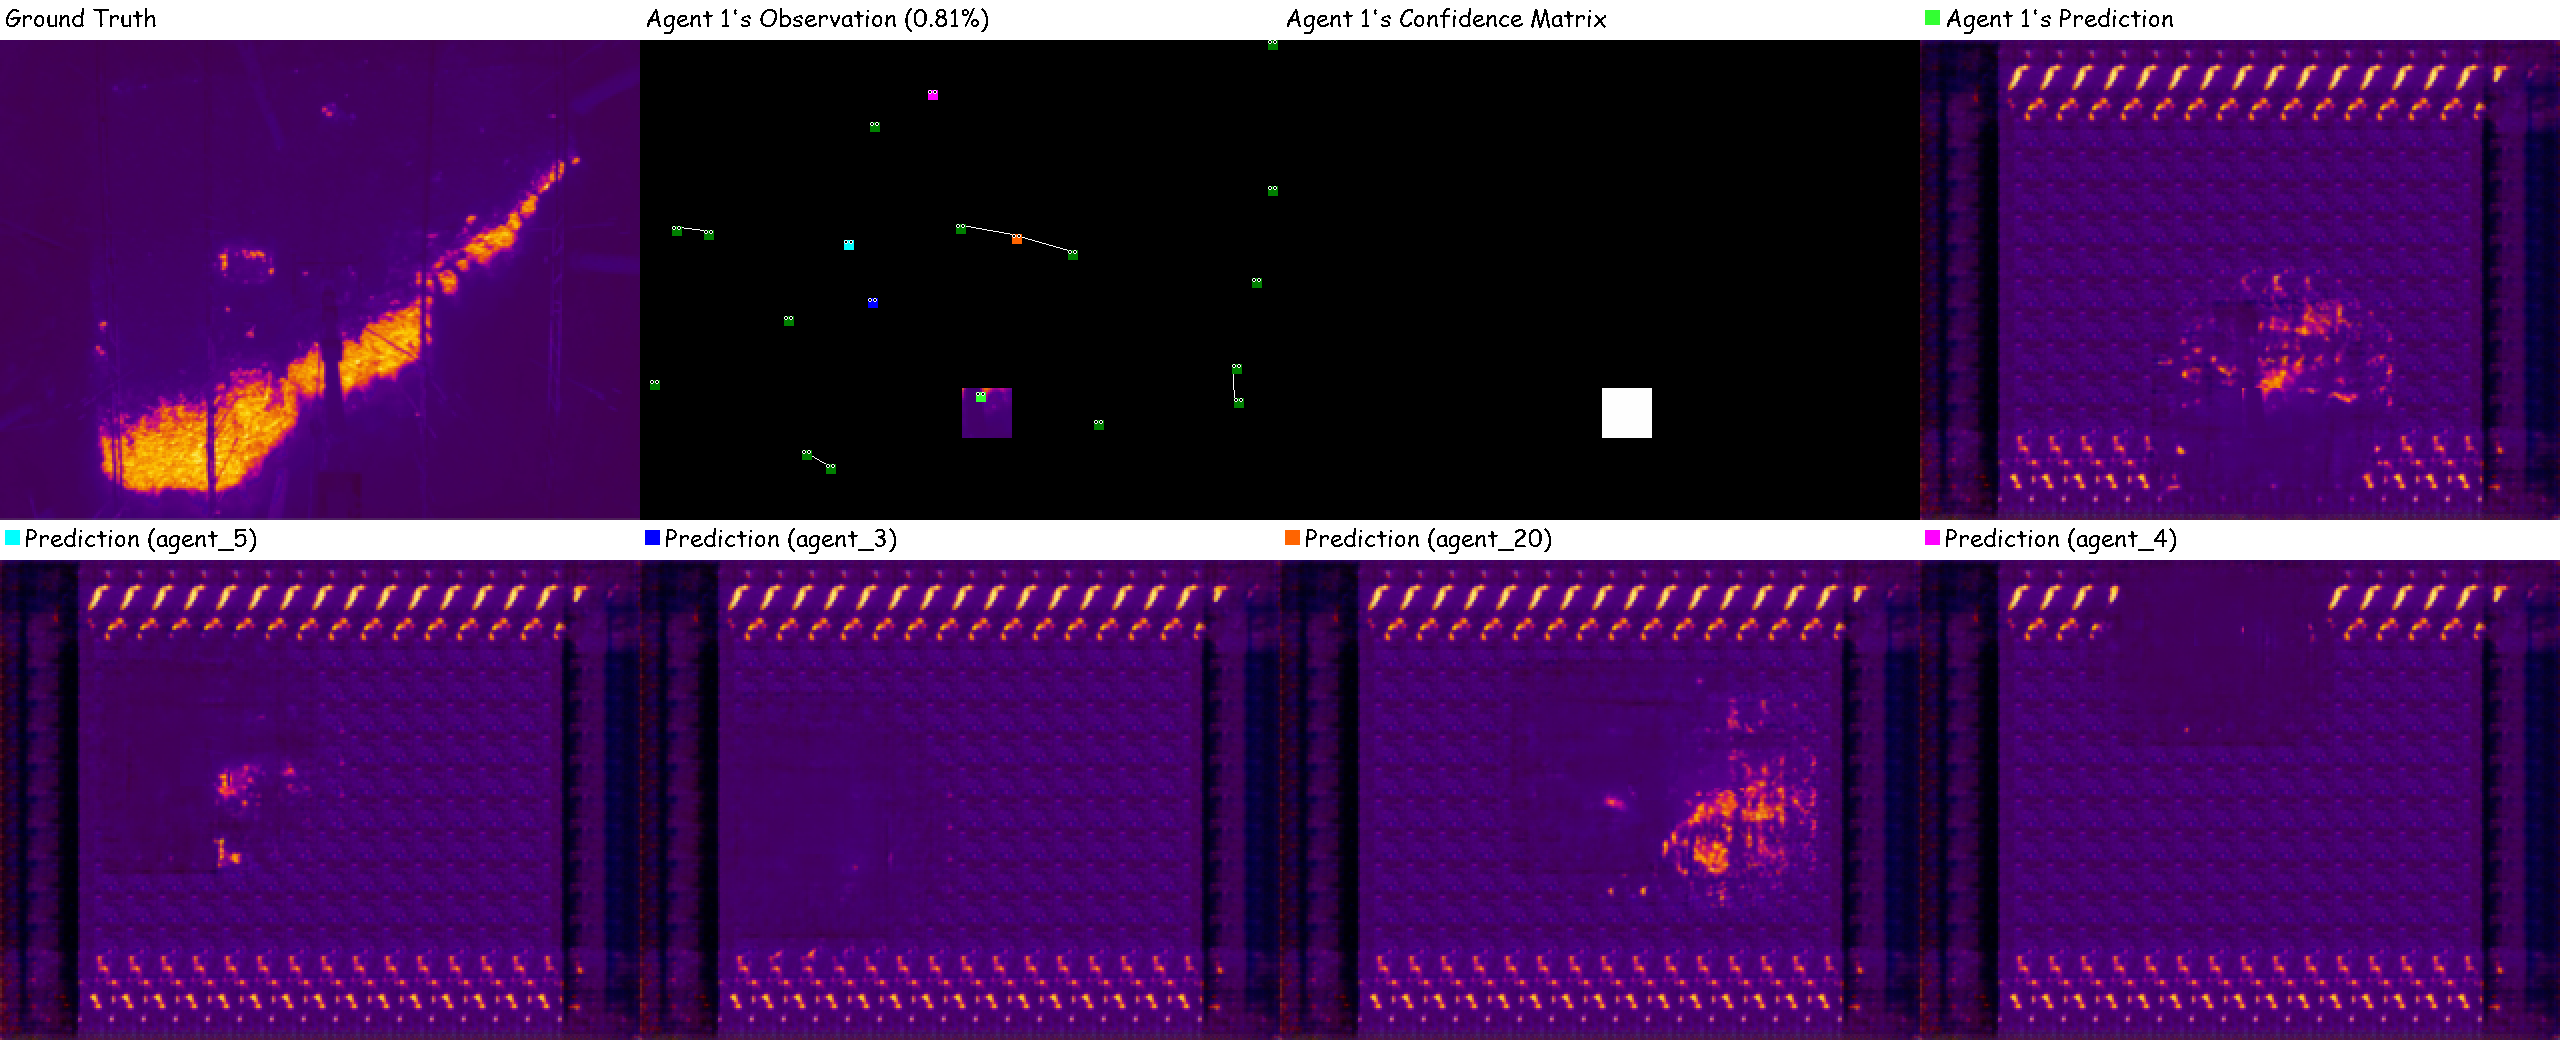 Ground Truth
Agent 1's Observation (0.81%)
Agent 1's Confidence Matrix
Agent 1's Prediction
Prediction (agent_5)
Prediction (agent_3)
Prediction (agent_20)
Prediction (agent_4)